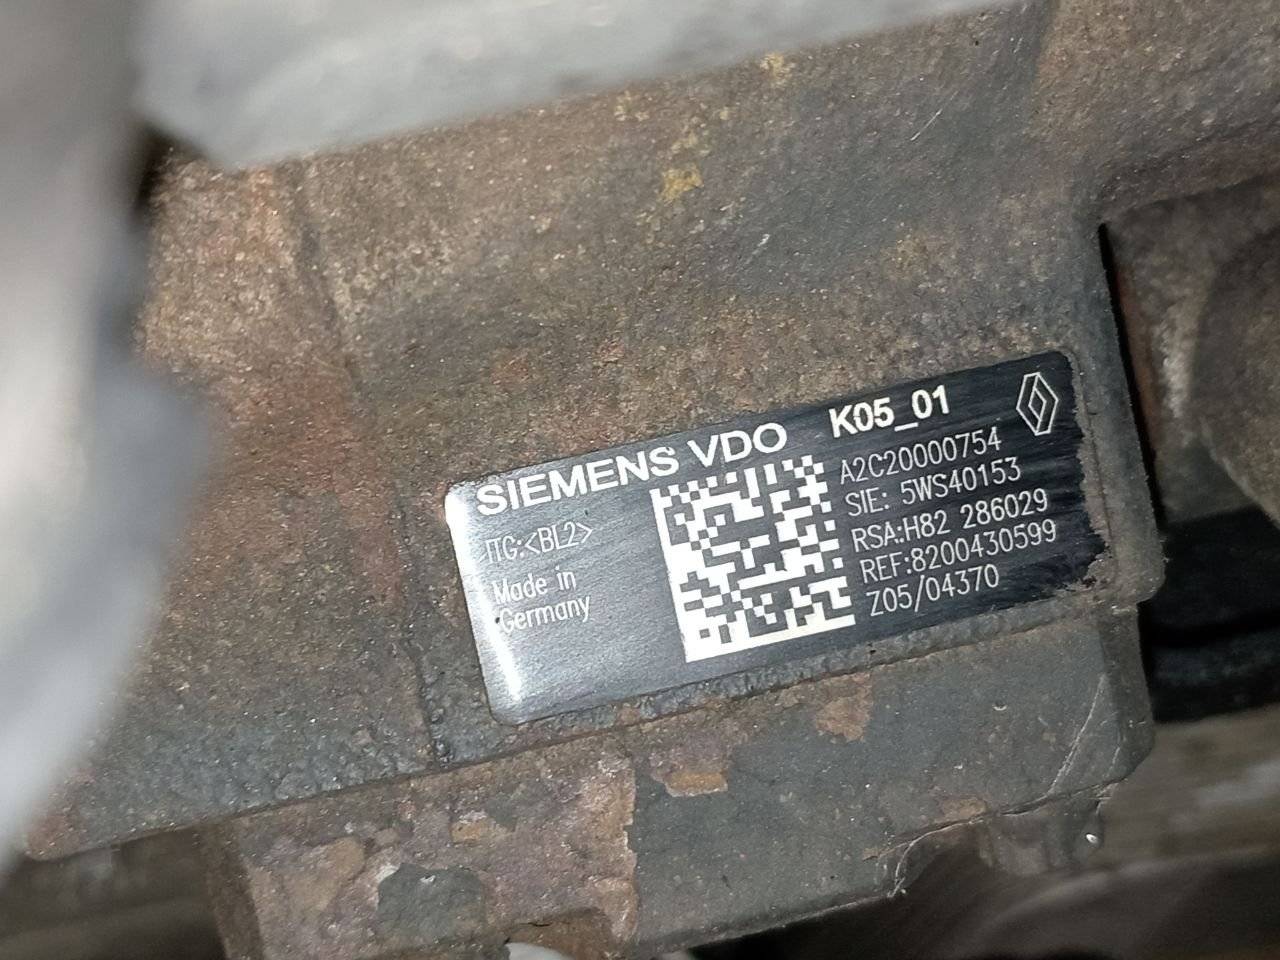 SIEMENS VDO K05_01
ITG:<BL2>
Made in
Germany
A2C20000754
SIE: 5WS40153
RSA:H82 286029
REF:8200430599
Z05/04370